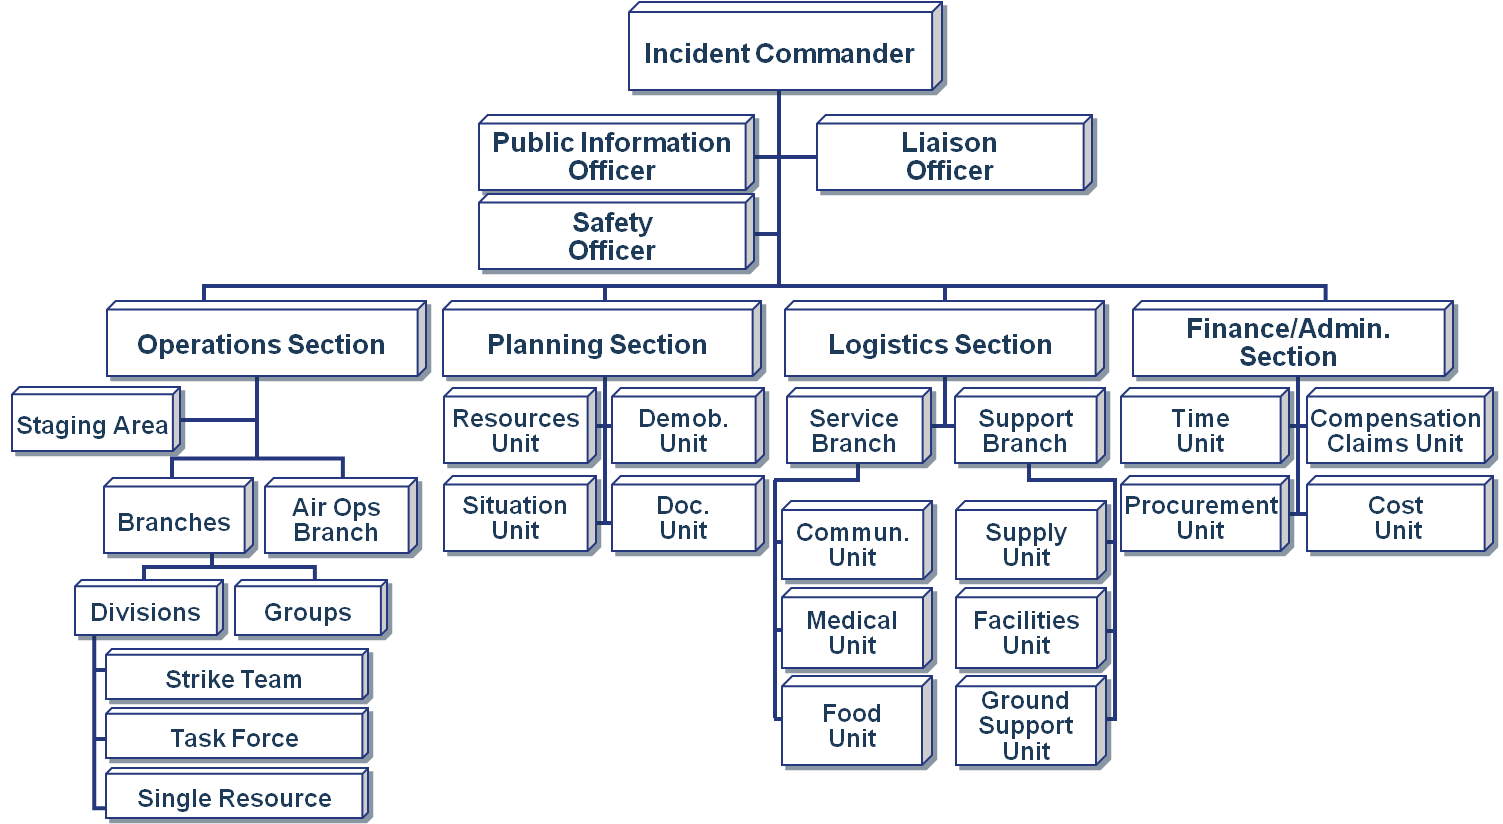 Incident Commander
Public Information
Officer
Liaison
Officer
Safety
Officer
Operations Section
Planning Section
Logistics Section
Finance/Admin.
Section
Staging Area
Resources
Unit
Demob.
Unit
Service
Branch
Support
Branch
Time
Unit
Compensation
Claims Unit
Branches
Air Ops
Branch
Situation
Unit
Doc.
Unit
Procurement
Unit
Cost
Unit
Commun.
Unit
Supply
Unit
Divisions
Groups
Medical
Unit
Facilities
Unit
Strike Team
Task Force
Single Resource
Food
Unit
Ground
Support
Unit